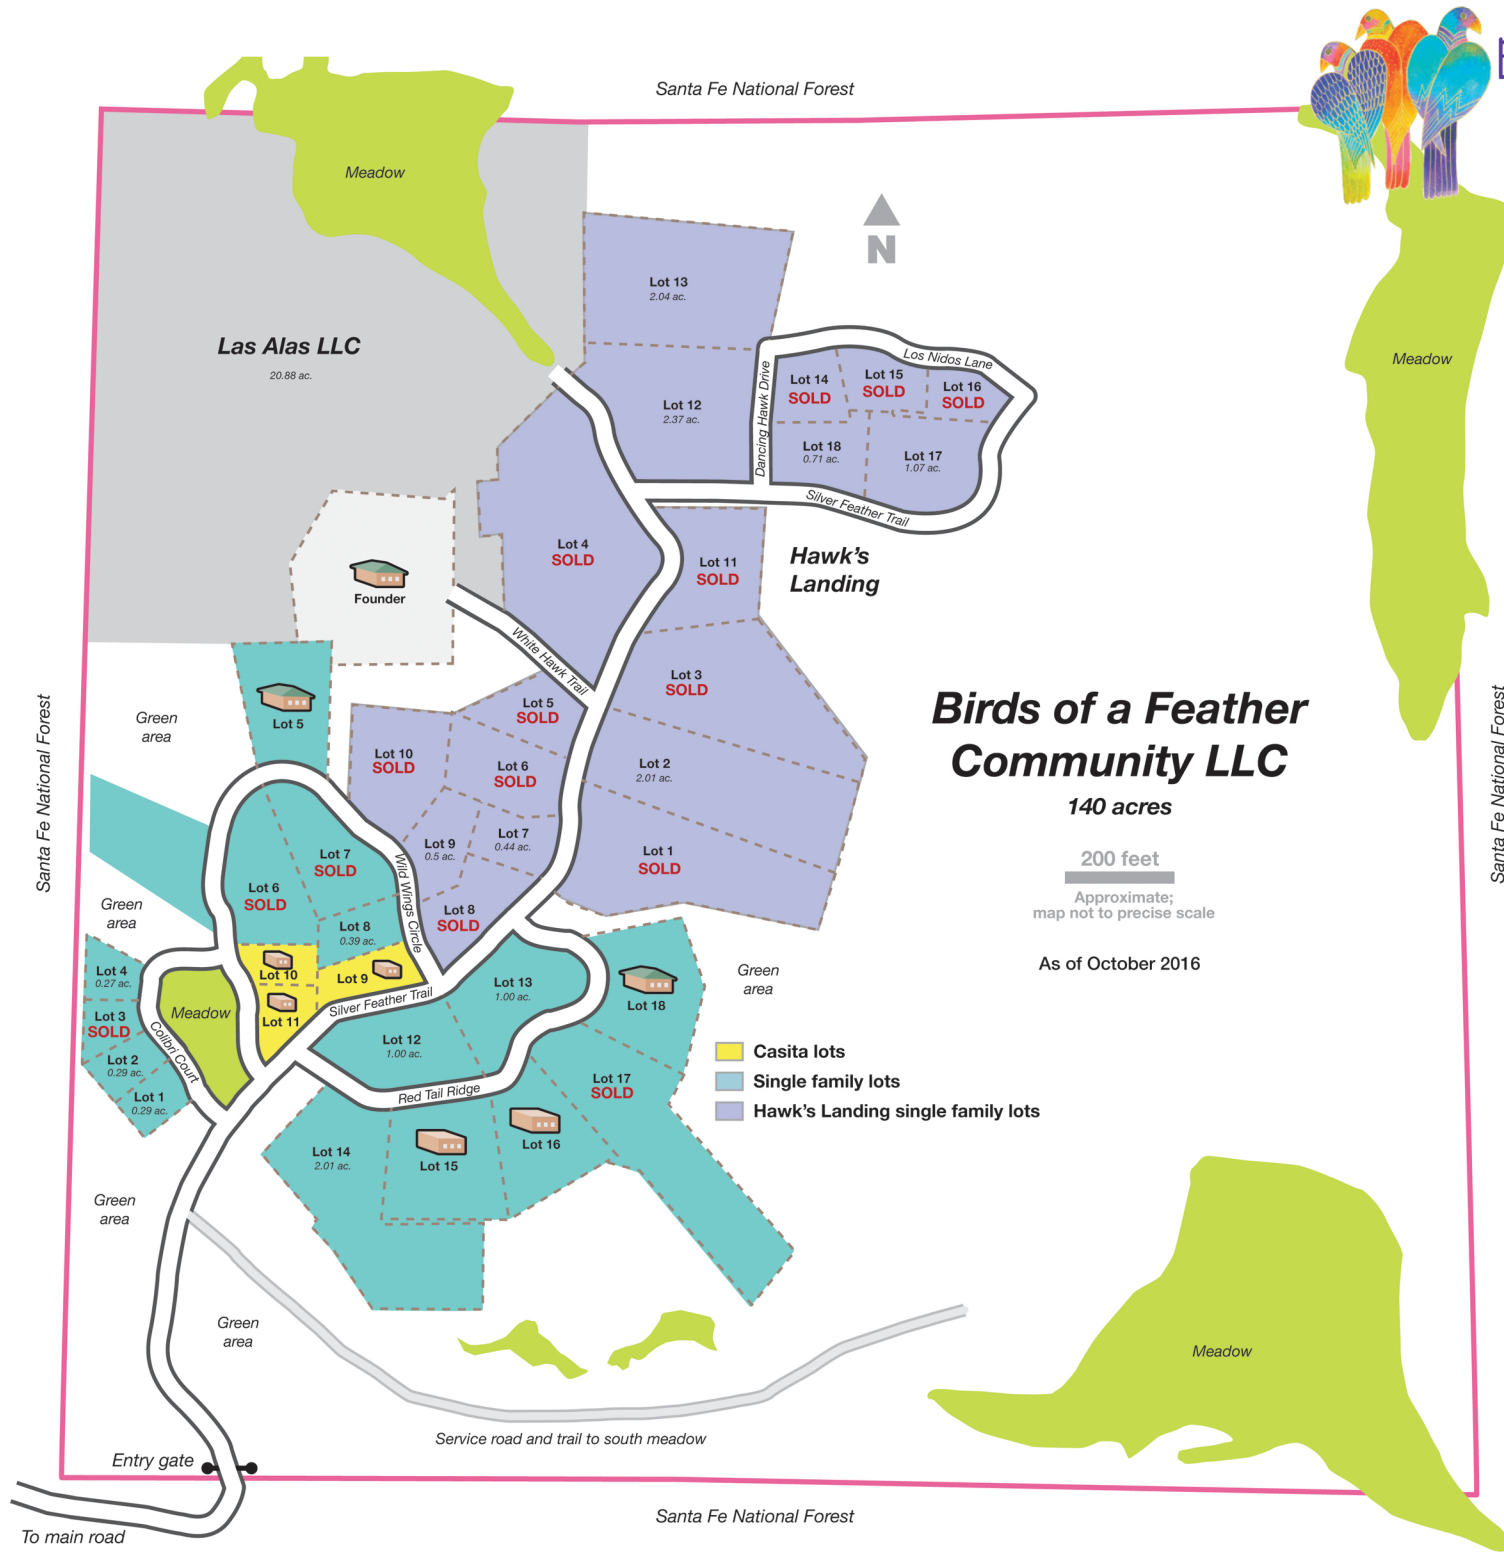 Santa Fe National Forest
Meadow
N
Lot 13
2.04 ac.
Las Alas LLC
20.88 ac.
Lot 12
2.37 ac.
Dancing Hawk Drive
Los Nidos Lane
Lot 14
SOLD
Lot 15
SOLD
Lot 16
SOLD
Lot 18
0.71 ac.
Lot 17
1.07 ac.
Silver Feather Trail
Meadow
Lot 4
SOLD
Lot 11
SOLD
Hawk’s
Landing
Founder
White Hawk Trail
Lot 3
SOLD
Lot 5
SOLD
Lot 10
SOLD
Lot 6
SOLD
Lot 2
2.01 ac.
Lot 9
0.5 ac.
Lot 7
0.44 ac.
Lot 1
SOLD
Lot 8
SOLD
Birds of a Feather
Community LLC
140 acres
200 feet
Approximate;
map not to precise scale
As of October 2016
Santa Fe National Forest
Santa Fe National Forest
Green
area
Lot 5
Lot 7
SOLD
Lot 6
SOLD
Lot 8
0.39 ac.
Wild Wings Circle
Green
area
Lot 10
Lot 9
Lot 11
Silver Feather Trail
Lot 4
0.27 ac.
Lot 3
SOLD
Lot 2
0.29 ac.
Lot 1
0.29 ac.
Meadow
Colibri Court
Lot 13
1.00 ac.
Lot 12
1.00 ac.
Red Tail Ridge
Lot 18
Green
area
Lot 17
SOLD
Lot 14
2.01 ac.
Lot 15
Lot 16
Casita lots
Single family lots
Hawk’s Landing single family lots
Green
area
Green
area
Meadow
Service road and trail to south meadow
Entry gate
To main road
Santa Fe National Forest